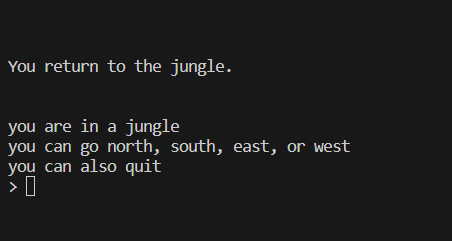 You return to the jungle.
you are in a jungle
you can go north, south, east, or west
you can also quit
>